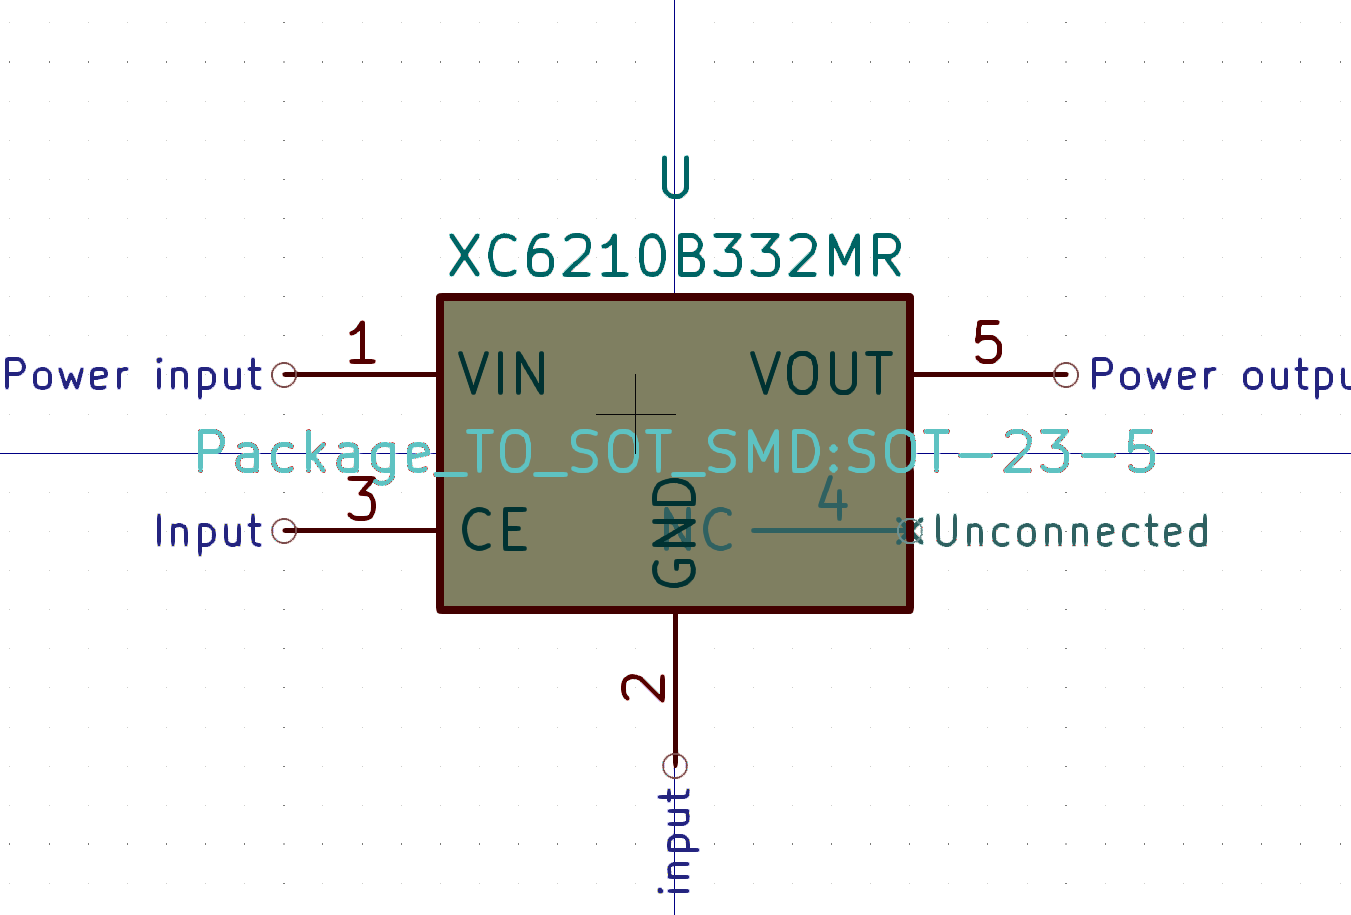 U
XC6210B332MR
Power input 1 VIN VOUT 5 Power outpu
Package_TO_SOT_SMD:SOT-23-5
Input 3 CE NC 4 Unconnected
GND
2
input